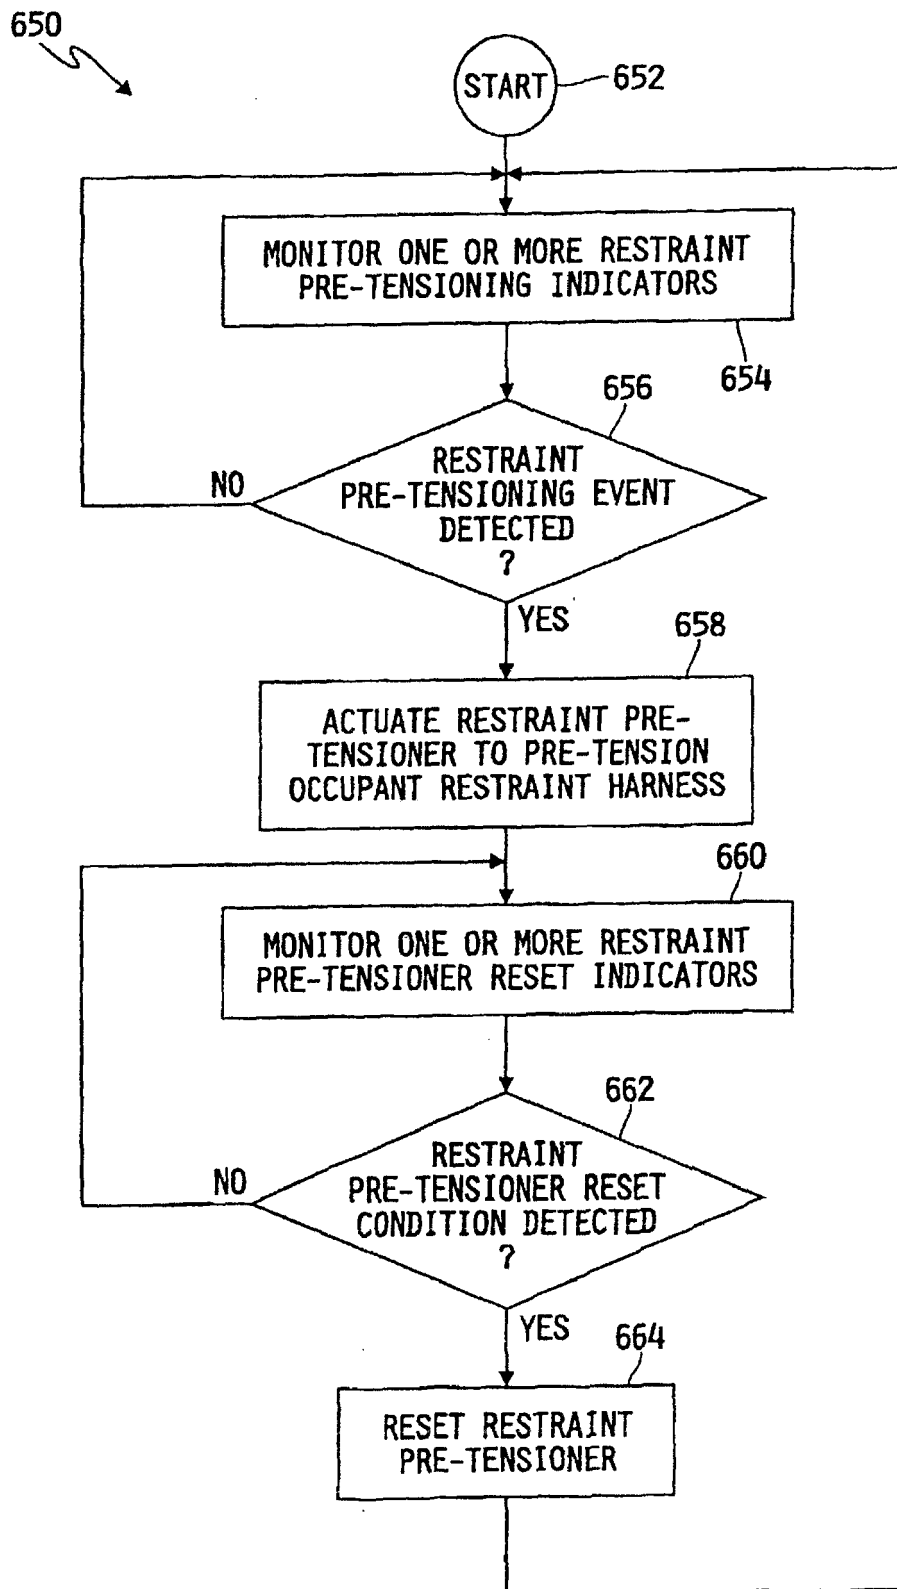 650
START
652
MONITOR ONE OR MORE RESTRAINT
PRE-TENSIONING INDICATORS
654
656
RESTRAINT
PRE-TENSIONING EVENT
DETECTED
?
NO
YES
658
ACTUATE RESTRAINT PRE-
TENSIONER TO PRE-TENSION
OCCUPANT RESTRAINT HARNESS
660
MONITOR ONE OR MORE RESTRAINT
PRE-TENSIONER RESET INDICATORS
662
RESTRAINT
PRE-TENSIONER RESET
CONDITION DETECTED
?
NO
YES
664
RESET RESTRAINT
PRE-TENSIONER